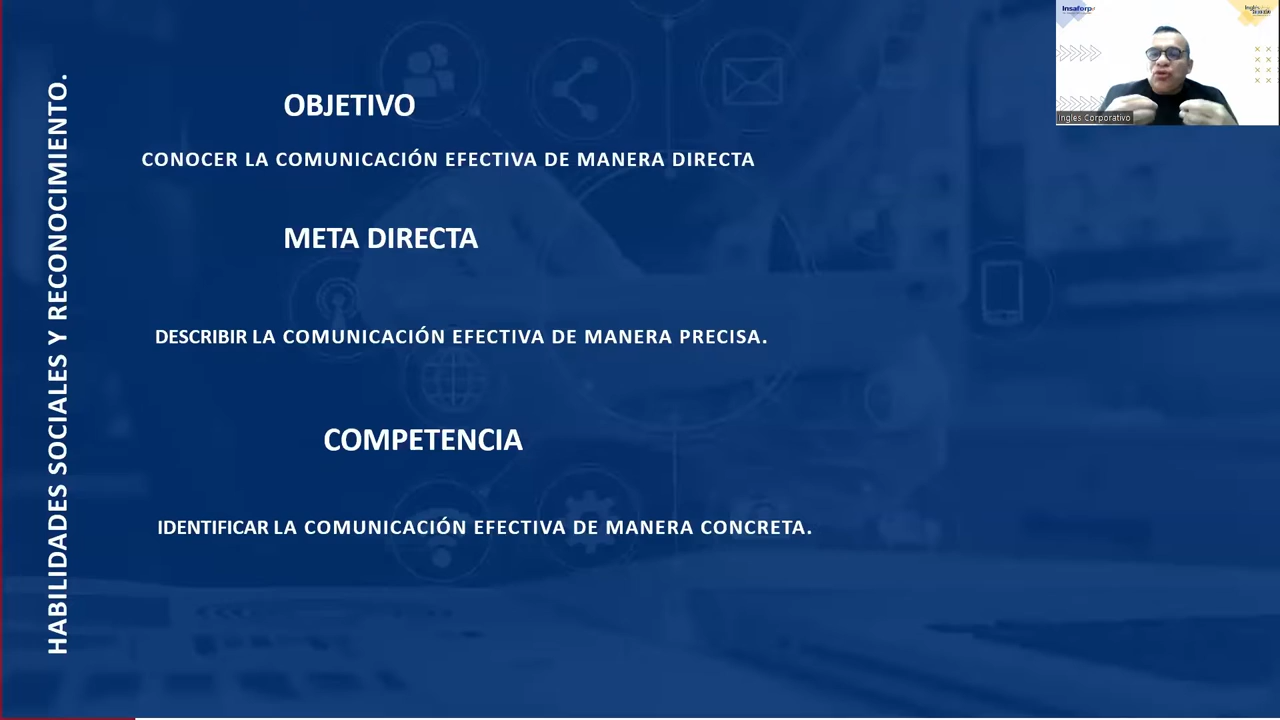 HABILIDADES SOCIALES Y RECONOCIMIENTO.
OBJETIVO
CONOCER LA COMUNICACIÓN EFECTIVA DE MANERA DIRECTA
META DIRECTA
DESCRIBIR LA COMUNICACIÓN EFECTIVA DE MANERA PRECISA.
COMPETENCIA
IDENTIFICAR LA COMUNICACIÓN EFECTIVA DE MANERA CONCRETA.
Insaforp
Ingles Corporativo